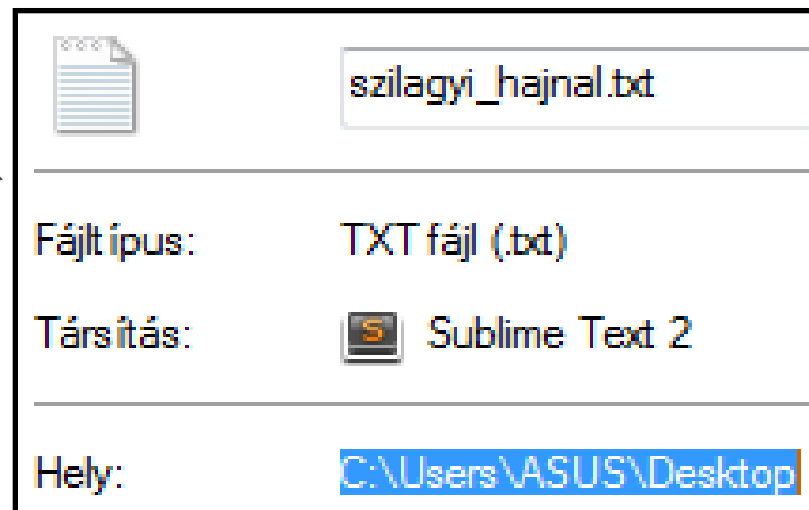 szilagyi_hajnal.txt
Fájltípus: TXT fájl (.txt)
Társítás: Sublime Text 2
Hely: C:\Users\ASUS\Desktop